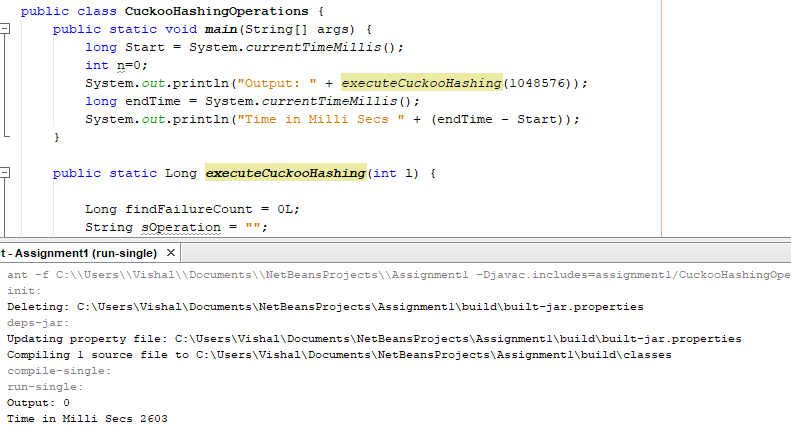 public class CuckooHashingOperations {
public static void main(String[] args) {
long Start = System.currentTimeMillis();
int n=0;
System.out.println("Output: " + executeCuckooHashing(1048576));
long endTime = System.currentTimeMillis();
System.out.println("Time in Milli Secs " + (endTime - Start));
}
public static Long executeCuckooHashing(int l) {
Long findFailureCount = 0L;
String sOperation = "";
t - Assignment1 (run-single) ×
ant -f C:\\Users\\Vishal\\Documents\\NetBeansProjects\\Assignment1 -Djavac.includes=assignment1/CuckooHashingOpe
init:
Deleting: C:\Users\Vishal\Documents\NetBeansProjects\Assignment1\build\built-jar.properties
deps-jar:
Updating property file: C:\Users\Vishal\Documents\NetBeansProjects\Assignment1\build\built-jar.properties
Compiling 1 source file to C:\Users\Vishal\Documents\NetBeansProjects\Assignment1\build\classes
compile-single:
run-single:
Output: 0
Time in Milli Secs 2603